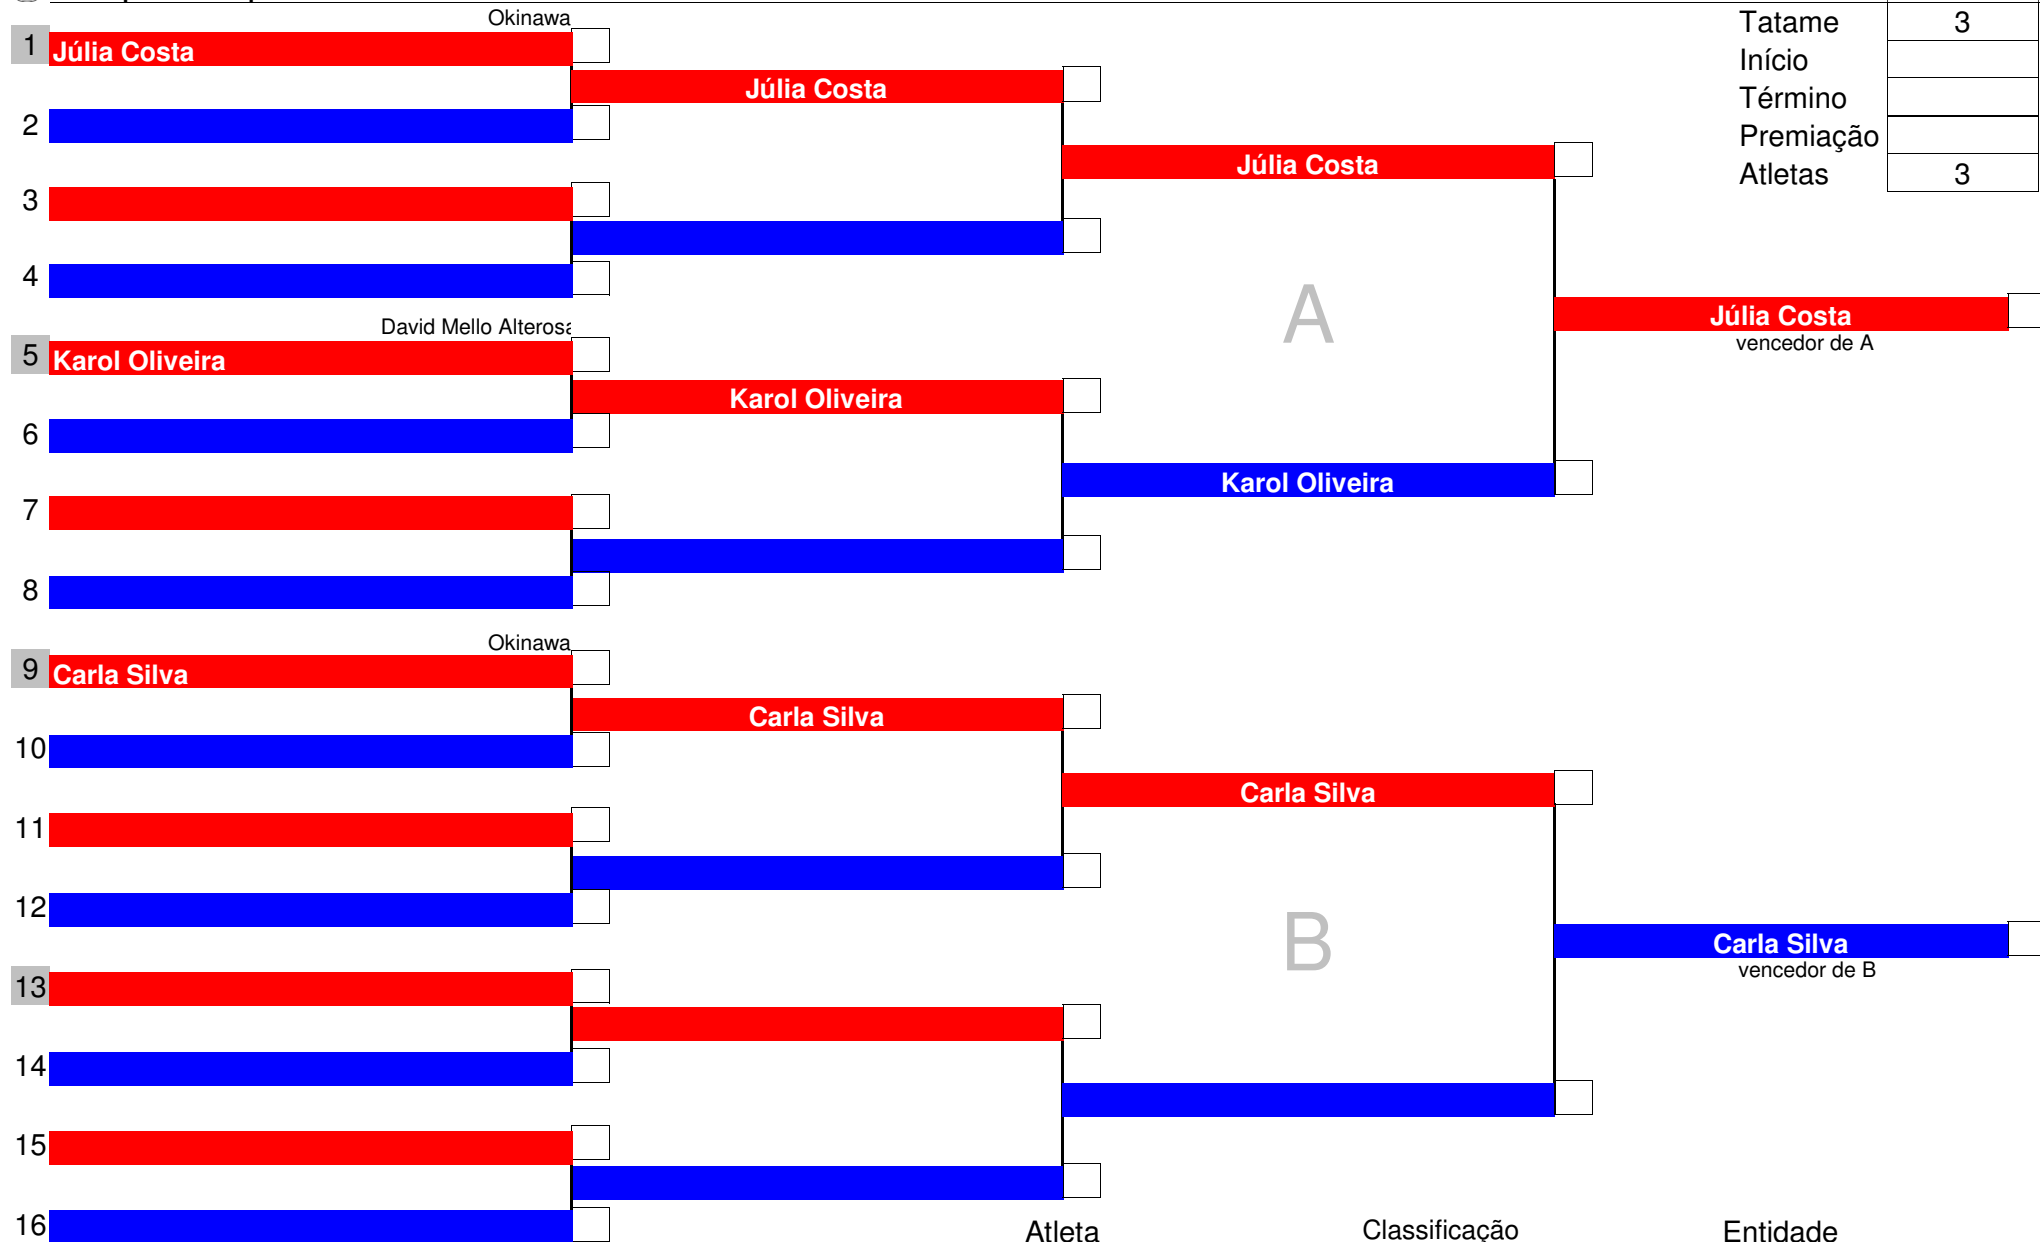 Okinawa
Tatame 3
1 Júlia Costa
Início
Júlia Costa
Término
2
Premiação
Júlia Costa
Atletas 3
3
4
A
Júlia Costa
David Mello Alterosa
vencedor de A
5 Karol Oliveira
Karol Oliveira
6
Karol Oliveira
7
8
Okinawa
9 Carla Silva
Carla Silva
10
Carla Silva
11
12
B
Carla Silva
vencedor de B
13
14
15
16
Atleta Classificação Entidade